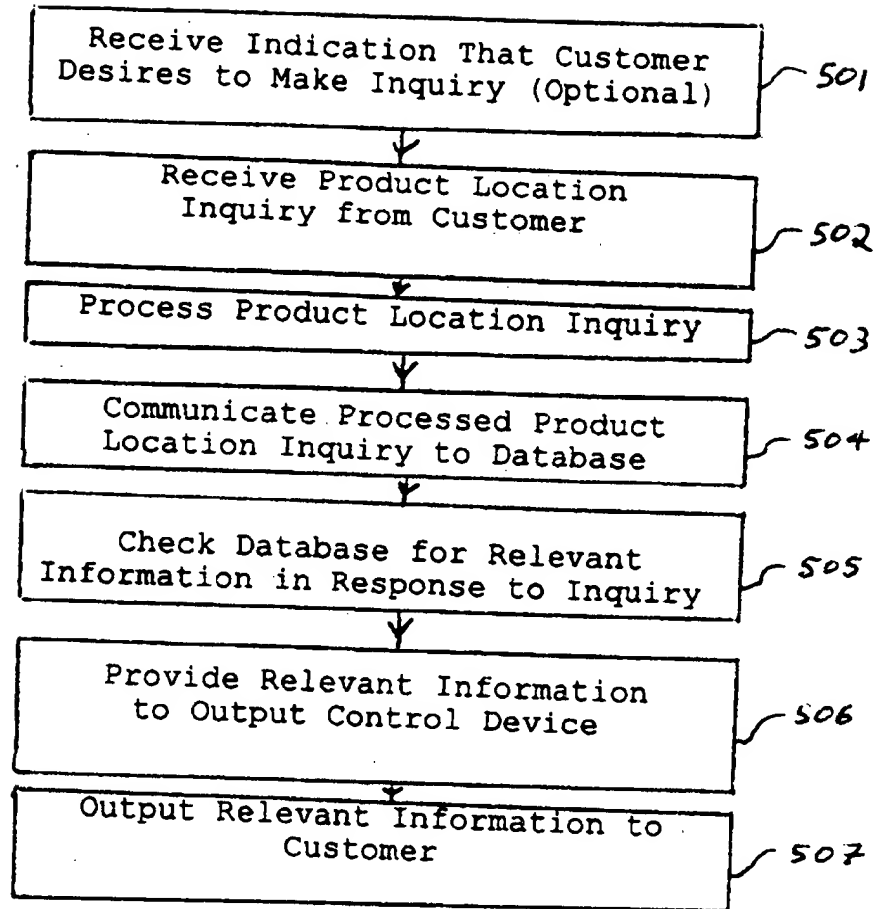 Receive Indication That Customer
Desires to Make Inquiry (Optional)
501
Receive Product Location
Inquiry from Customer
502
Process Product Location Inquiry
503
Communicate Processed Product
Location Inquiry to Database
504
Check Database for Relevant
Information in Response to Inquiry
505
Provide Relevant Information
to Output Control Device
506
Output Relevant Information to
Customer
507